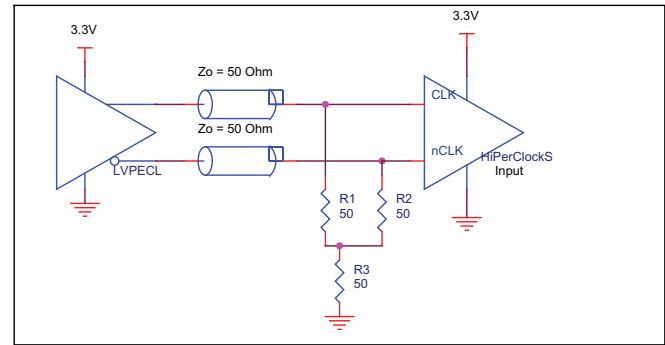 3.3V
3.3V
Zo = 50 Ohm
CLK
Zo = 50 Ohm
nCLK
LVPECL
HiPerClockS
Input
R1
50
R2
50
R3
50